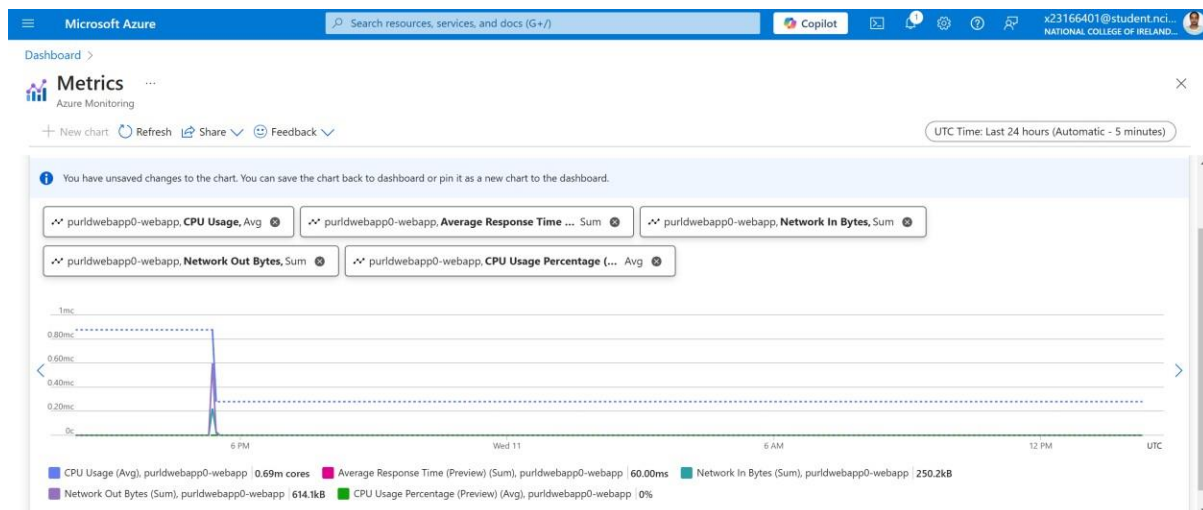 Microsoft Azure
Search resources, services, and docs (G+/)
Copilot
x23166401@student.nci...
NATIONAL COLLEGE OF IRELAND...
Dashboard >
Metrics ...
Azure Monitoring
+ New chart Refresh Share Feedback
UTC Time: Last 24 hours (Automatic - 5 minutes)
You have unsaved changes to the chart. You can save the chart back to dashboard or pin it as a new chart to the dashboard.
purldwebapp0-webapp, CPU Usage, Avg
purldwebapp0-webapp, Average Response Time ... Sum
purldwebapp0-webapp, Network In Bytes, Sum
purldwebapp0-webapp, Network Out Bytes, Sum
purldwebapp0-webapp, CPU Usage Percentage (... Avg
1mc
0.80mc
0.60mc
0.40mc
0.20mc
0c
6 PM Wed 11 6 AM 12 PM UTC
CPU Usage (Avg), purldwebapp0-webapp | 0.69m cores
Average Response Time (Preview) (Sum), purldwebapp0-webapp | 60.00ms
Network In Bytes (Sum), purldwebapp0-webapp | 250.2kB
Network Out Bytes (Sum), purldwebapp0-webapp | 614.1kB
CPU Usage Percentage (Preview) (Avg), purldwebapp0-webapp | 0%